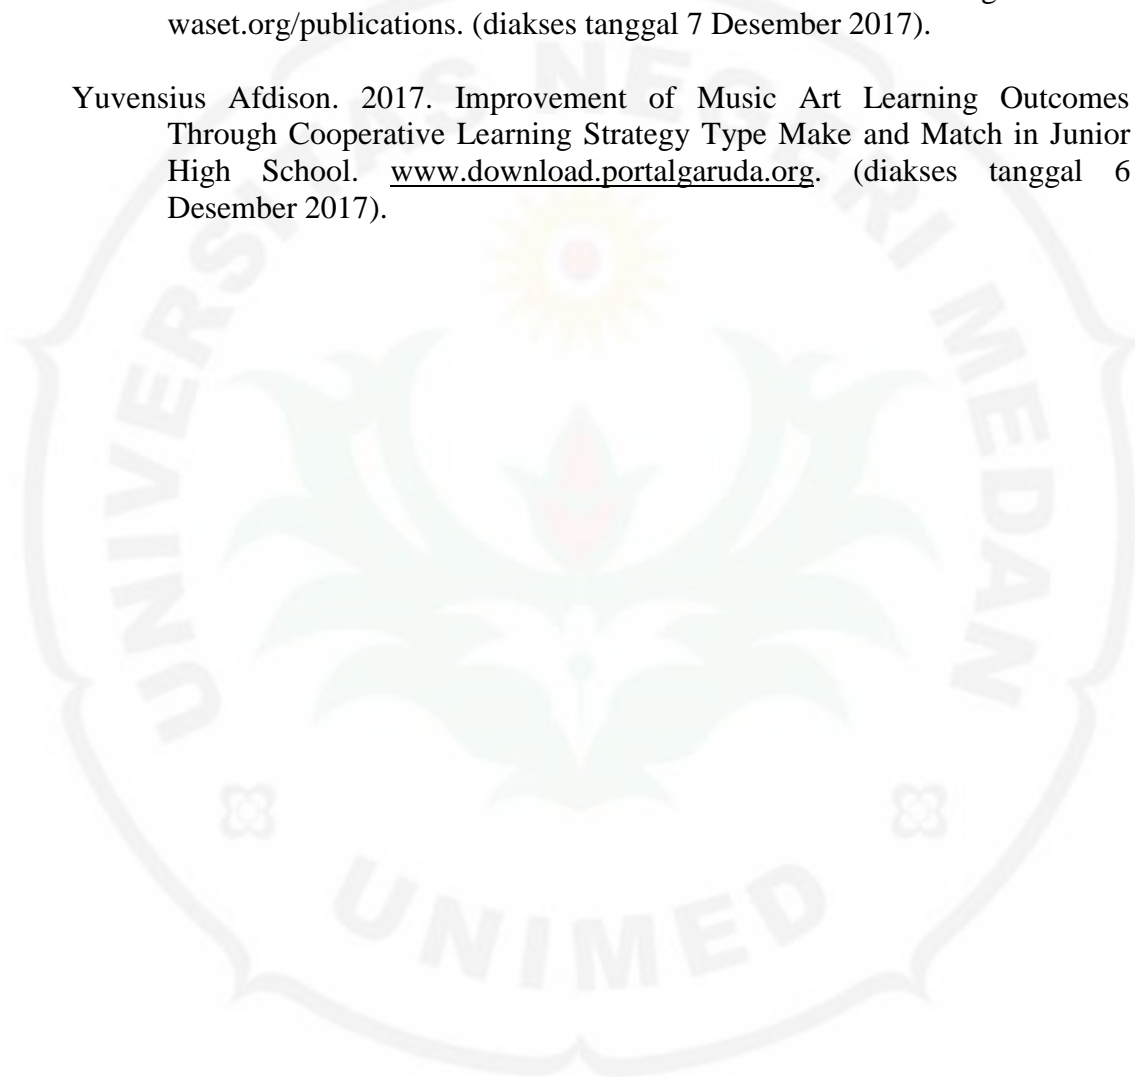 waset.org/publications. (diakses tanggal 7 Desember 2017).
Yuvensius Afdison. 2017. Improvement of Music Art Learning Outcomes
Through Cooperative Learning Strategy Type Make and Match in Junior
High School. www.download.portalgaruda.org. (diakses tanggal 6
Desember 2017).
UNIVERSITAS NEGERI MEDAN
UNIMED